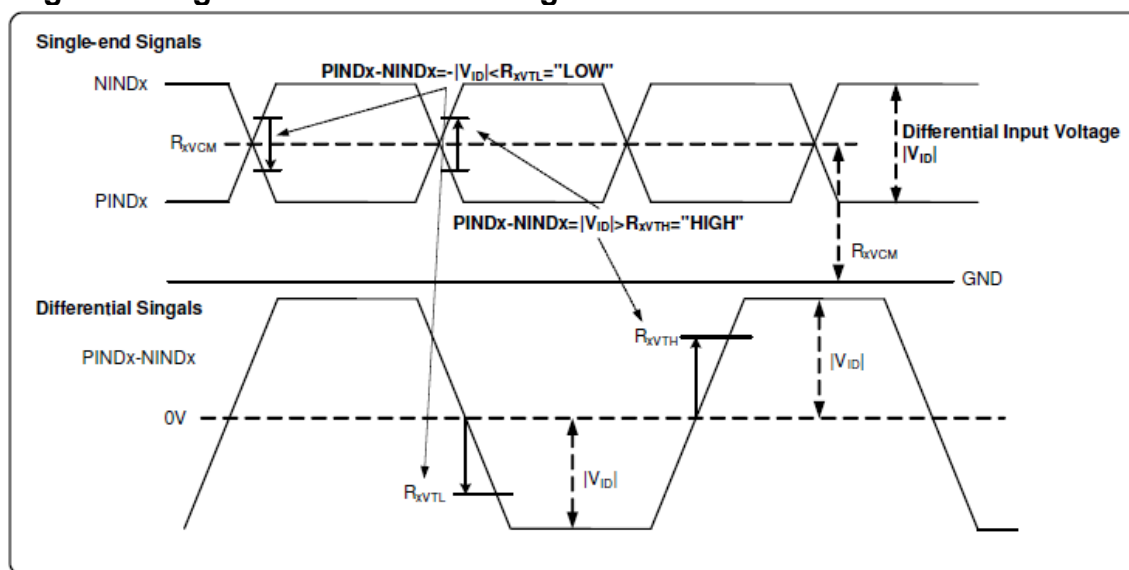 Single-end Signals
PINDx-NINDx=-|VID|<RxVTL="LOW"
NINDx
RxVCM
Differential Input Voltage
|VID|
PINDx
PINDx-NINDx=|VID|>RxVTH="HIGH"
RxVCM
GND
Differential Singals
RxVTH
PINDx-NINDx
|VID|
0V
|VID|
RxVTL